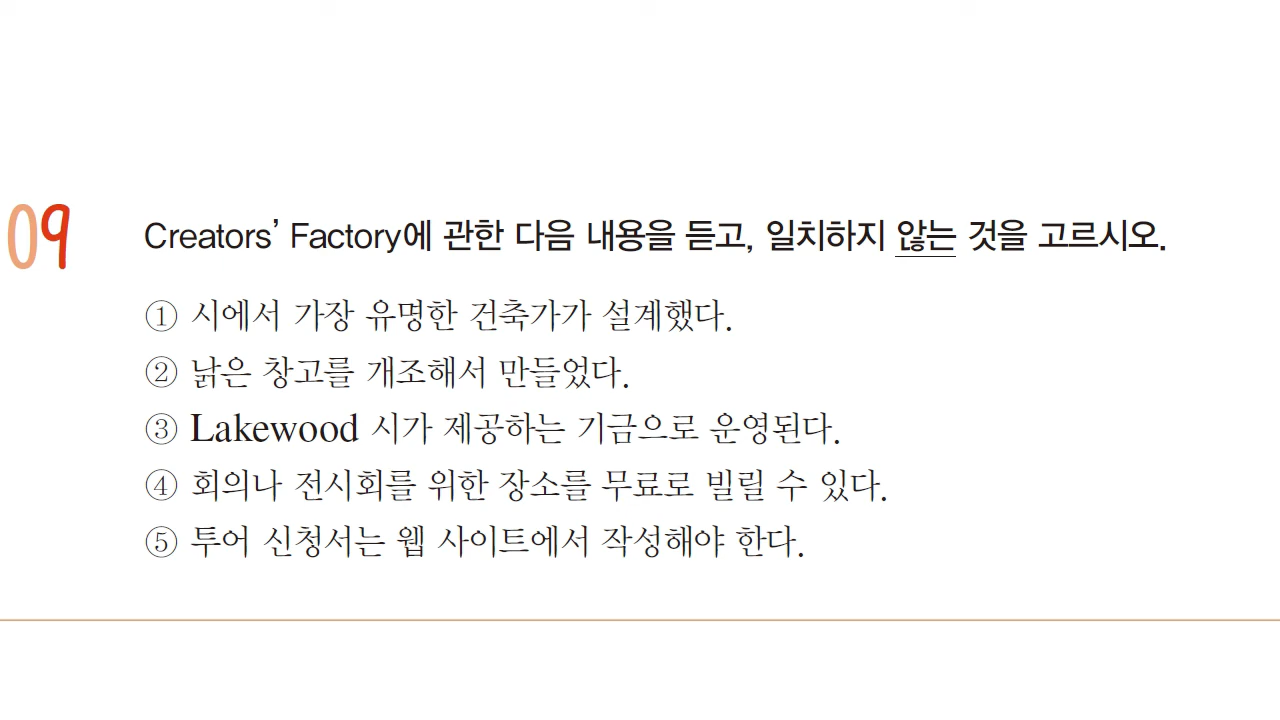 09
Creators’ Factory에 관한 다음 내용을 듣고, 일치하지 않는 것을 고르시오.
① 시에서 가장 유명한 건축가가 설계했다.
② 낡은 창고를 개조해서 만들었다.
③ Lakewood 시가 제공하는 기금으로 운영된다.
④ 회의나 전시회를 위한 장소를 무료로 빌릴 수 있다.
⑤ 투어 신청서는 웹 사이트에서 작성해야 한다.